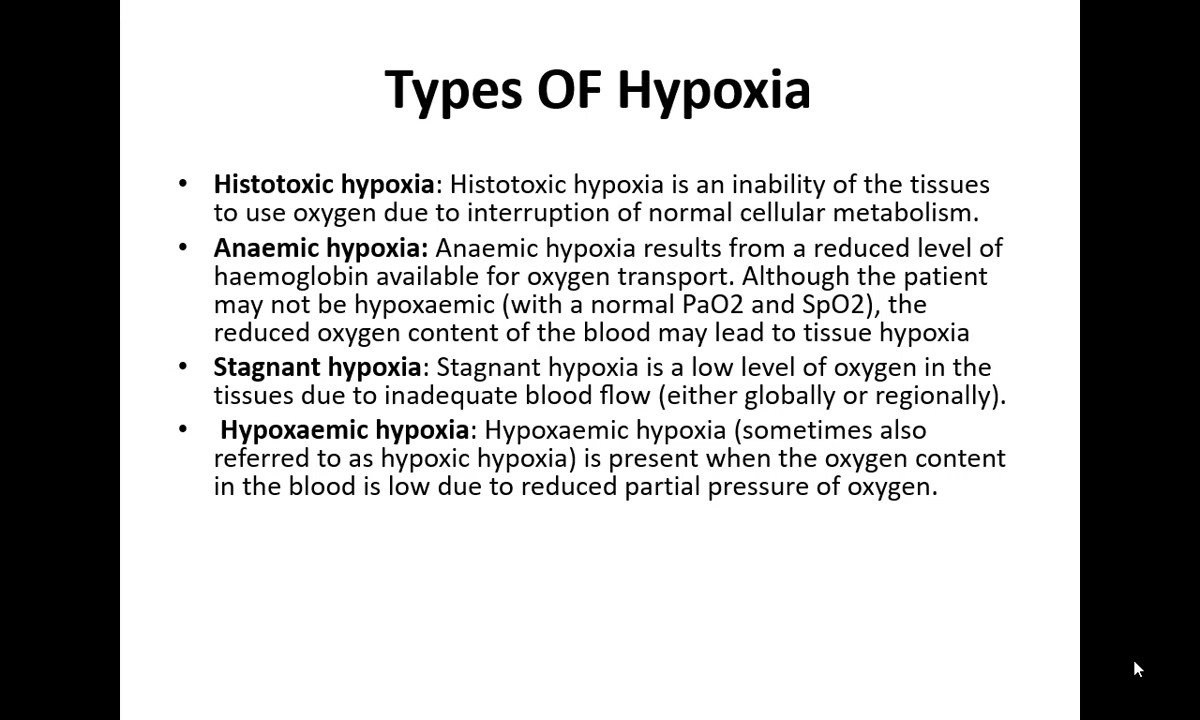 Types OF Hypoxia
• Histotoxic hypoxia: Histotoxic hypoxia is an inability of the tissues
to use oxygen due to interruption of normal cellular metabolism.
• Anaemic hypoxia: Anaemic hypoxia results from a reduced level of
haemoglobin available for oxygen transport. Although the patient
may not be hypoxaemic (with a normal PaO2 and SpO2), the
reduced oxygen content of the blood may lead to tissue hypoxia
• Stagnant hypoxia: Stagnant hypoxia is a low level of oxygen in the
tissues due to inadequate blood flow (either globally or regionally).
• Hypoxaemic hypoxia: Hypoxaemic hypoxia (sometimes also
referred to as hypoxic hypoxia) is present when the oxygen content
in the blood is low due to reduced partial pressure of oxygen.